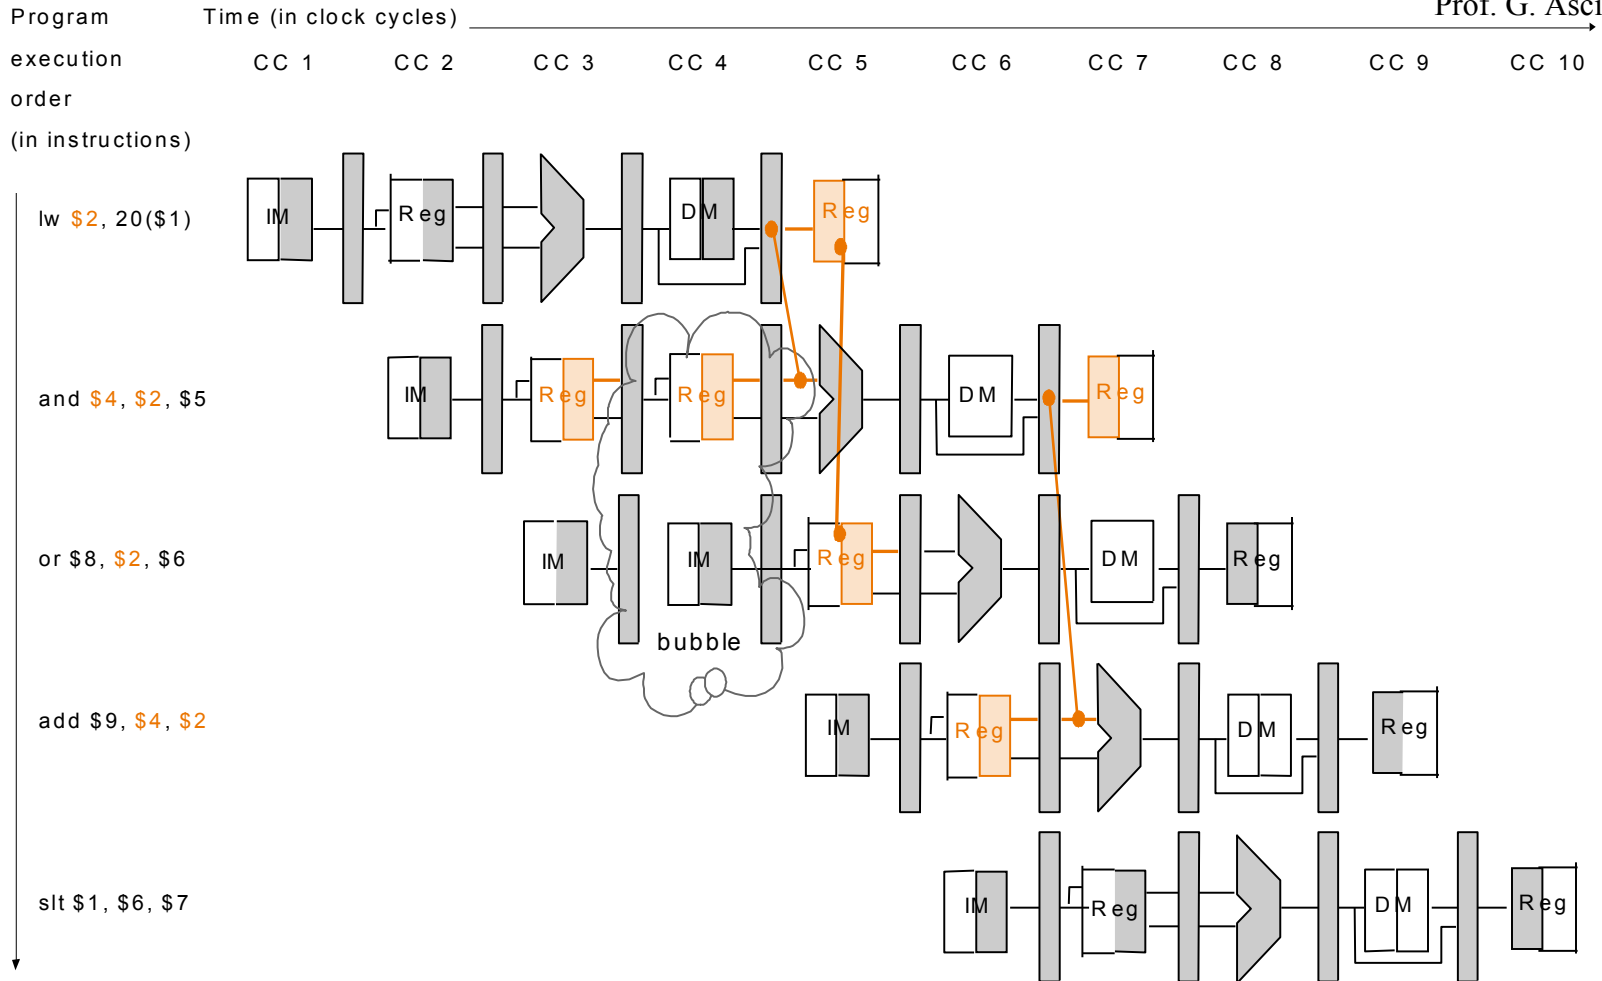 Prof. G. Asci
Program Time (in clock cycles)
execution CC 1 CC 2 CC 3 CC 4 CC 5 CC 6 CC 7 CC 8 CC 9 CC 10
order
(in instructions)
lw $2, 20($1) IM Reg DM Reg
and $4, $2, $5 IM Reg Reg DM Reg
or $8, $2, $6 IM IM Reg DM Reg
bubble
add $9, $4, $2 IM Reg DM Reg
slt $1, $6, $7 IM Reg DM Reg